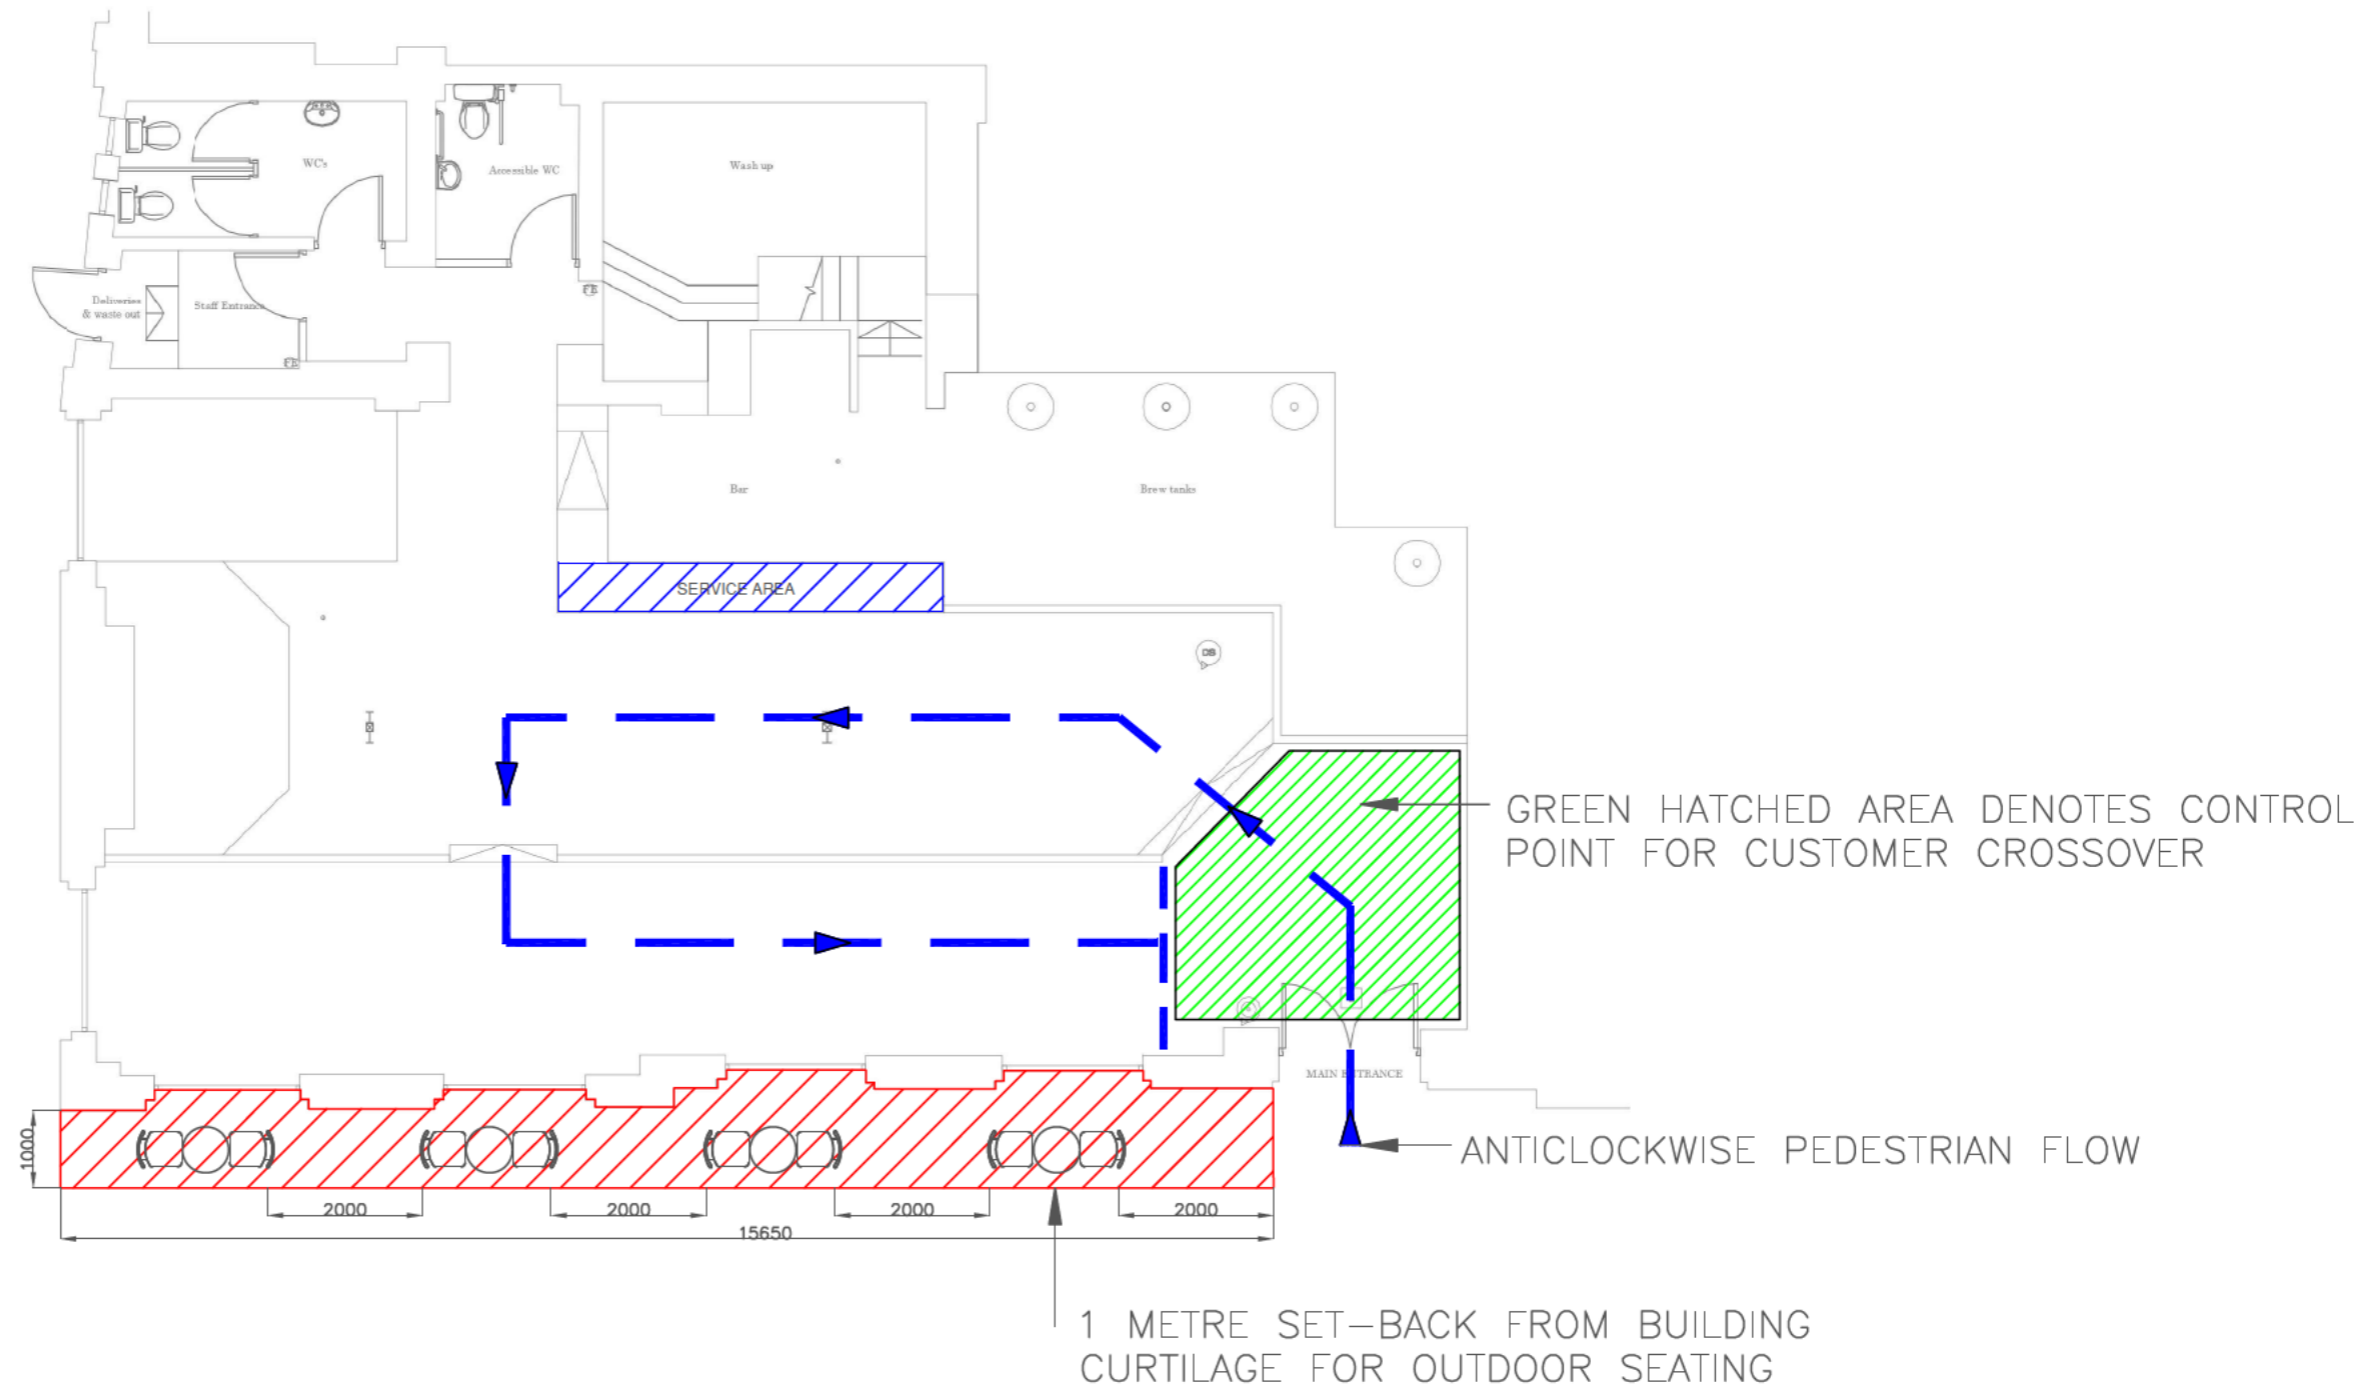 WC's
Accessible WC
Wash up
FE
Deliveries
& waste out
Staff Entrance
FE
Bar
Brew tanks
SERVICE AREA
DS
GREEN HATCHED AREA DENOTES CONTROL
POINT FOR CUSTOMER CROSSOVER
MAIN ENTRANCE
ANTICLOCKWISE PEDESTRIAN FLOW
1000
2000
2000
2000
2000
15650
1 METRE SET-BACK FROM BUILDING
CURTILAGE FOR OUTDOOR SEATING